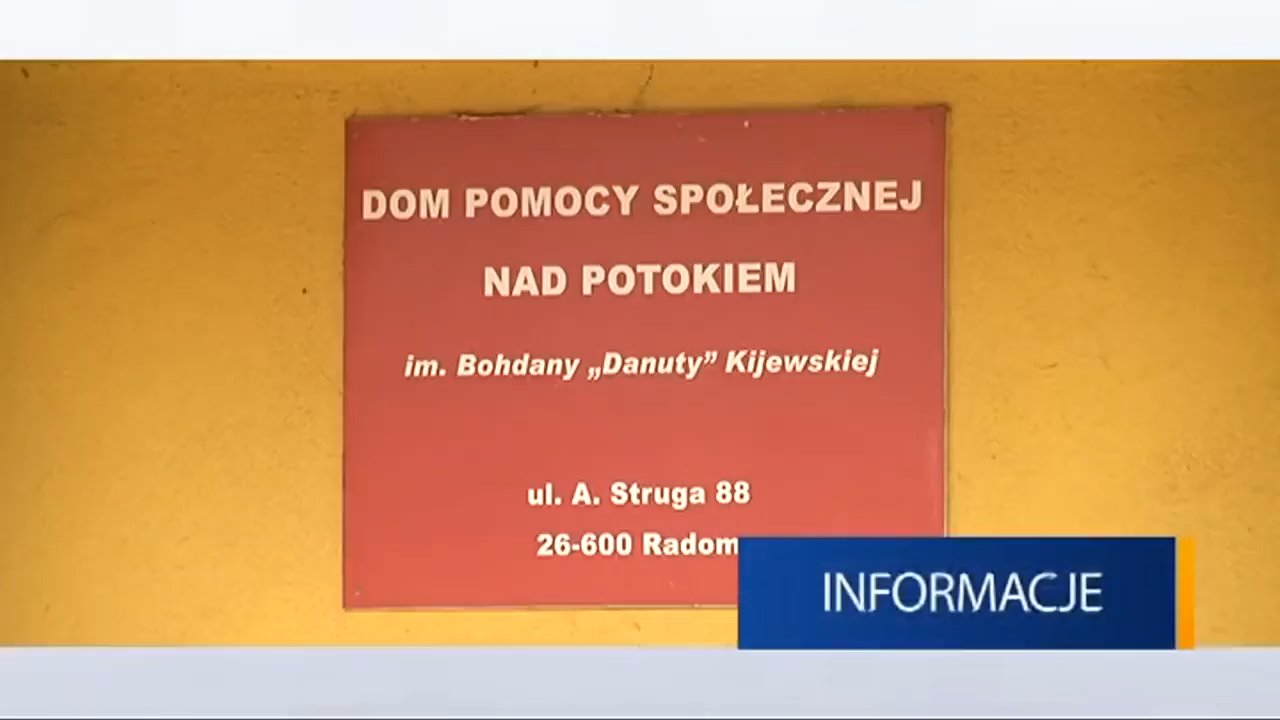 DOM POMOCY SPOŁECZNEJ
NAD POTOKIEM
im. Bohdany „Danuty” Kijewskiej
ul. A. Struga 88
26-600 Radom
INFORMACJE